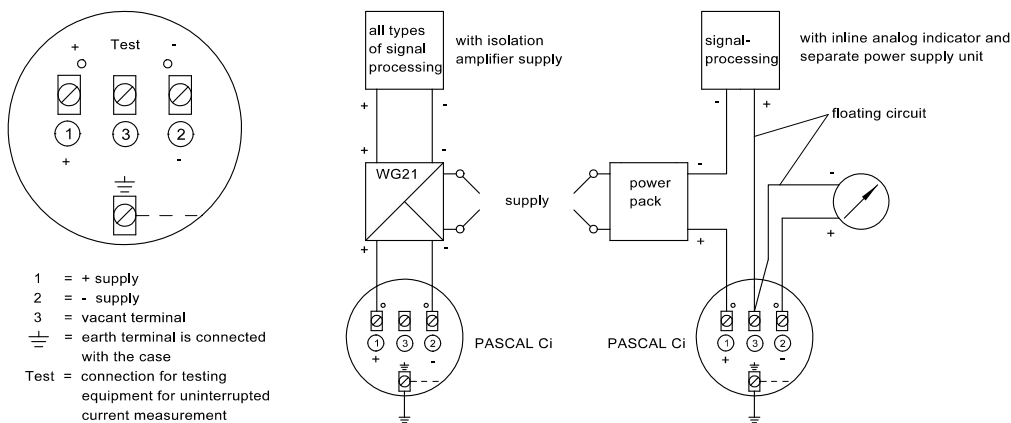 + Test -
1 3 2
+ -
1 = + supply
2 = - supply
3 = vacant terminal
= earth terminal is connected
with the case
Test = connection for testing
equipment for uninterrupted
current measurement
all types
of signal
processing
with isolation
amplifier supply
+ -
+ -
WG21
supply
+ -
1 3 2
+ -
PASCAL Ci
signal-
processing
with inline analog indicator and
separate power supply unit
- +
floating circuit
power
pack
-
+
-
+
1 3 2
+ -
PASCAL Ci